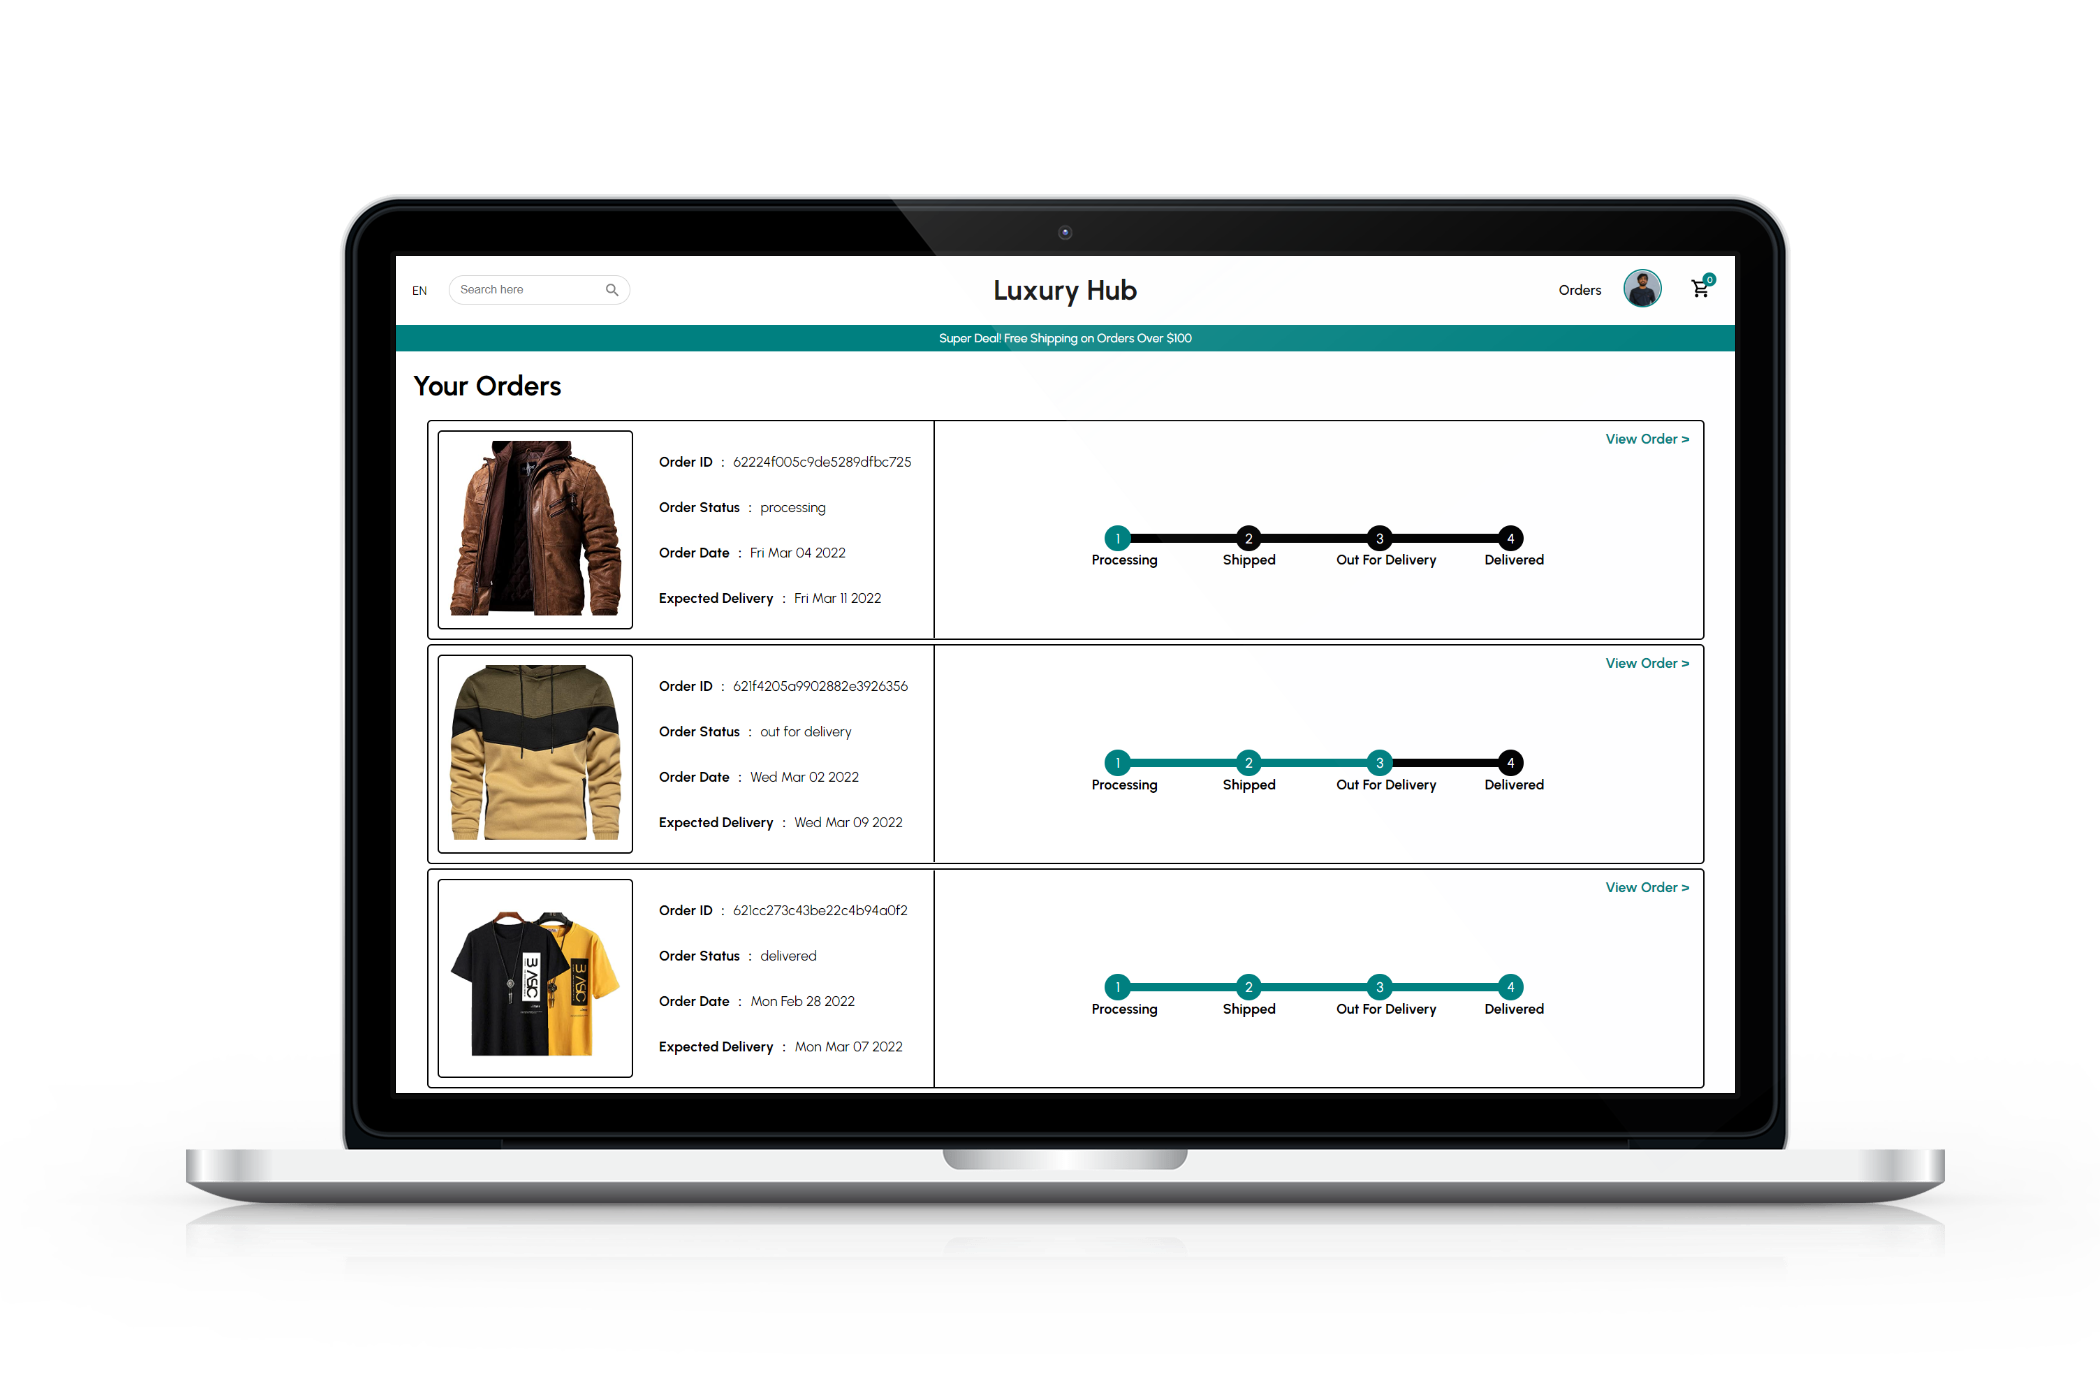 EN
Search here
Luxury Hub
Orders
0
Super Deal! Free Shipping on Orders Over $100
Your Orders
View Order >
Order ID : 62224f005c9de5289dfbc725
Order Status : processing
Order Date : Fri Mar 04 2022
Expected Delivery : Fri Mar 11 2022
1 2 3 4
Processing Shipped Out For Delivery Delivered
View Order >
Order ID : 621f4205a9902882e3926356
Order Status : out for delivery
Order Date : Wed Mar 02 2022
Expected Delivery : Wed Mar 09 2022
1 2 3 4
Processing Shipped Out For Delivery Delivered
View Order >
BASIC
BASIC
Order ID : 621cc273c43be22c4b94a0f2
Order Status : delivered
Order Date : Mon Feb 28 2022
Expected Delivery : Mon Mar 07 2022
1 2 3 4
Processing Shipped Out For Delivery Delivered